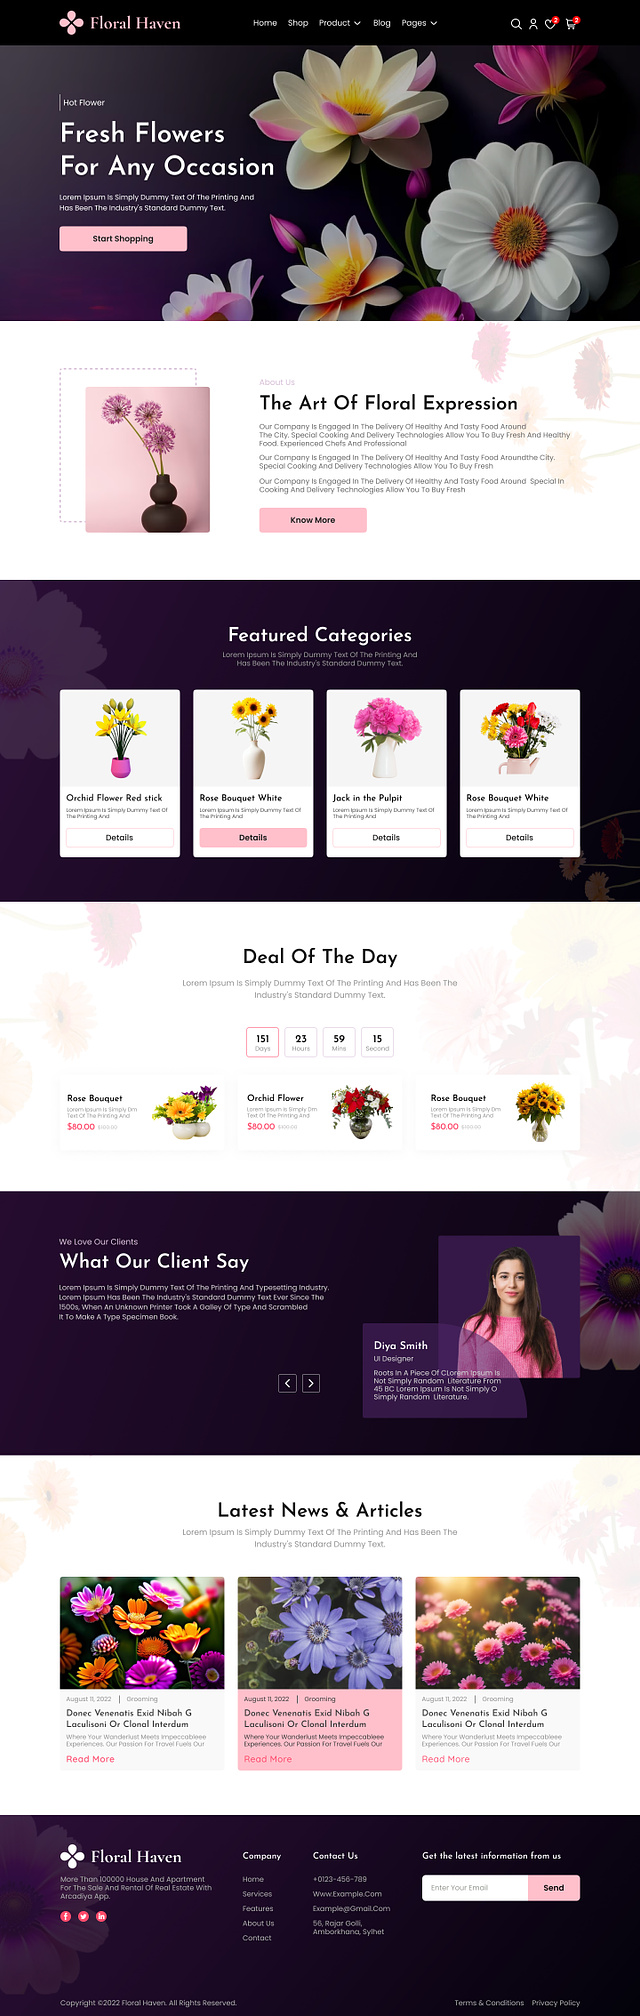 Floral Haven
Home Shop Product Blog Pages
2 2
Hot Flower
Fresh Flowers
For Any Occasion
Lorem Ipsum Is Simply Dummy Text Of The Printing And
Has Been The Industry's Standard Dummy Text.
Start Shopping
About Us
The Art Of Floral Expression
Our Company Is Engaged In The Delivery Of Healthy And Tasty Food Around
The City. Special Cooking And Delivery Technologies Allow You To Buy Fresh And Healthy
Food. Experienced Chefs And Professional
Our Company Is Engaged In The Delivery Of Healthy And Tasty Food Aroundthe City.
Special Cooking And Delivery Technologies Allow You To Buy Fresh
Our Company Is Engaged In The Delivery Of Healthy And Tasty Food Around Special In
Cooking And Delivery Technologies Allow You To Buy Fresh
Know More
Featured Categories
Lorem Ipsum Is Simply Dummy Text Of The Printing And
Has Been The Industry's Standard Dummy Text.
Orchid Flower Red stick
Lorem Ipsum Is Simply Dummy Text Of
The Printing And
Details
Rose Bouquet White
Lorem Ipsum Is Simply Dummy Text Of
The Printing And
Details
Jack in the Pulpit
Lorem Ipsum Is Simply Dummy Text Of
The Printing And
Details
Rose Bouquet White
Lorem Ipsum Is Simply Dummy Text Of
The Printing And
Details
Deal Of The Day
Lorem Ipsum Is Simply Dummy Text Of The Printing And Has Been The
Industry's Standard Dummy Text.
151 23 59 15
Days Hours Mins Second
Rose Bouquet
Lorem Ipsum Is Simply Dm
Text Of The Printing And
$80.00
Orchid Flower
Lorem Ipsum Is Simply Dm
Text Of The Printing And
$80.00
Rose Bouquet
Lorem Ipsum Is Simply Dm
Text Of The Printing And
$80.00
We Love Our Clients
What Our Client Say
Lorem Ipsum Is Simply Dummy Text Of The Printing And Typesetting Industry.
Lorem Ipsum Has Been The Industry's Standard Dummy Text Ever Since The
1500s, When An Unknown Printer Took A Galley Of Type And Scrambled
It To Make A Type Specimen Book.
Diya Smith
UI Designer
Roots In A Piece Of CLorem Ipsum Is
Not Simply Random Literature From
45 BC Lorem Ipsum Is Not Simply O
Simply Random Literature.
Latest News & Articles
Lorem Ipsum Is Simply Dummy Text Of The Printing And Has Been The
Industry's Standard Dummy Text.
August 11, 2022 | Grooming
Donec Venenatis Exid Nibah G
Laculisoni Or Clonal Interdum
Where Your Wanderlust Meets Impeccableee
Experiences. Our Passion For Travel Fuels Our
Read More
August 11, 2022 | Grooming
Donec Venenatis Exid Nibah G
Laculisoni Or Clonal Interdum
Where Your Wanderlust Meets Impeccableee
Experiences. Our Passion For Travel Fuels Our
Read More
August 11, 2022 | Grooming
Donec Venenatis Exid Nibah G
Laculisoni Or Clonal Interdum
Where Your Wanderlust Meets Impeccableee
Experiences. Our Passion For Travel Fuels Our
Read More
Floral Haven
More Than 100000 House And Apartment
For The Sale And Rental Of Real Estate With
Arcadiya App.
Company
Home
Services
Features
About Us
Contact
Contact Us
+0123-456-789
Www.Example.Com
Example@Gmail.Com
56, Rajar Golli,
Amborkhana, Sylhet
Get the latest information from us
Enter Your Email
Send
Copyright ©2022 Floral Haven. All Rights Reserved.
Terms & Conditions Privacy Policy